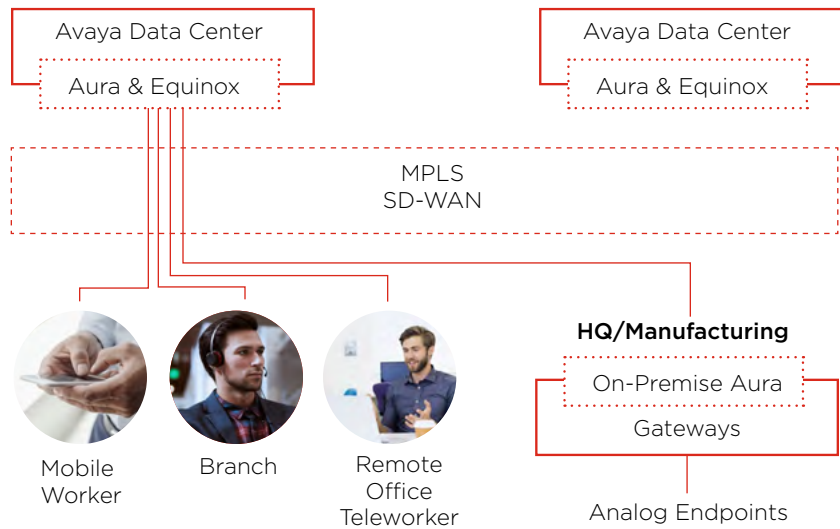 Avaya Data Center
Aura & Equinox
Avaya Data Center
Aura & Equinox
MPLS
SD-WAN
Mobile
Worker
Branch
Remote
Office
Teleworker
HQ/Manufacturing
On-Premise Aura
Gateways
Analog Endpoints